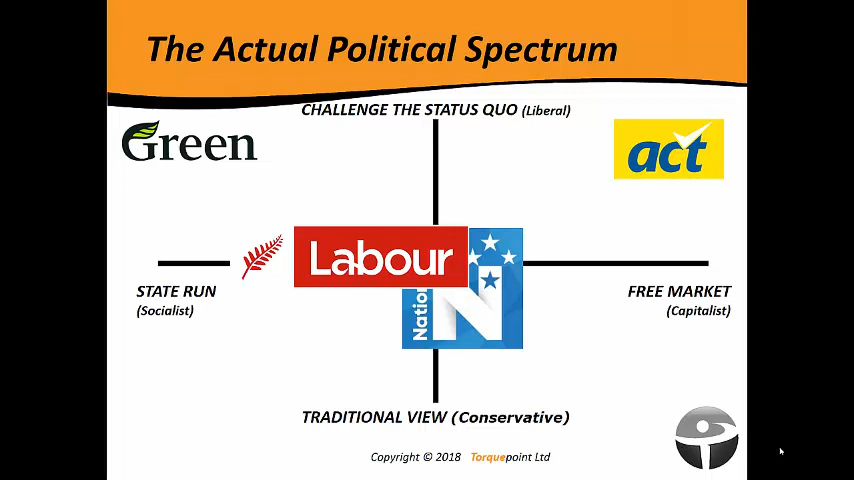 The Actual Political Spectrum
CHALLENGE THE STATUS QUO (Liberal)
Green
act
Labour
Nation
N
STATE RUN
(Socialist)
FREE MARKET
(Capitalist)
TRADITIONAL VIEW (Conservative)
Copyright © 2018 Torquepoint Ltd